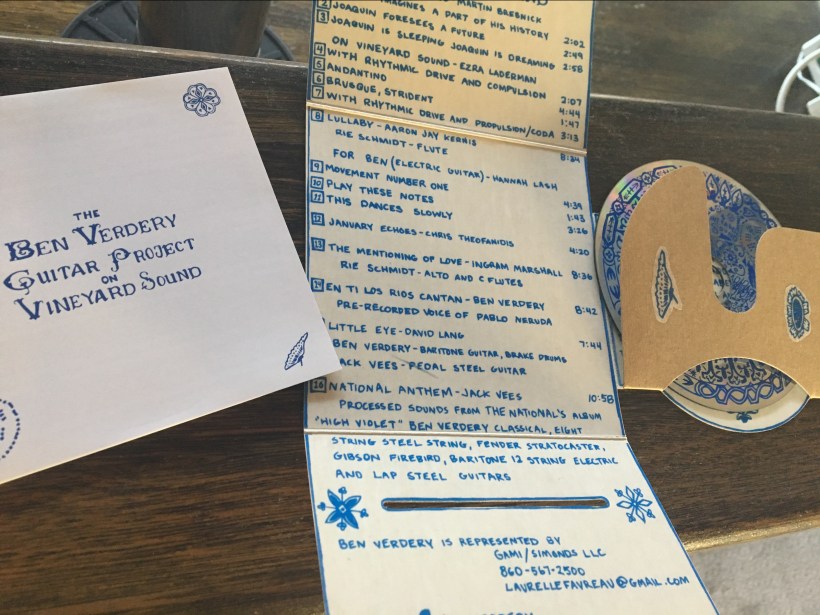 THE
BEN VERDERY
GUITAR PROJECT
ON
VINEYARD SOUND
MARTIN BRESNICK
IMAGINES A PART OF HIS HISTORY 2:02
2 JOAQUIN FORESEES A FUTURE 2:49
3 JOAQUIN IS SLEEPING JOAQUIN IS DREAMING 2:58
ON VINEYARD SOUND - EZRA LADERMAN
4 WITH RHYTHMIC DRIVE AND COMPULSION 2:07
5 ANDANTINO 4:44
6 BRUSQUE, STRIDENT 1:47
7 WITH RHYTHMIC DRIVE AND PROPULSION/CODA 3:13
8 LULLABY - AARON JAY KERNIS
RIE SCHMIDT - FLUTE 8:34
FOR BEN (ELECTRIC GUITAR) - HANNAH LASH
9 MOVEMENT NUMBER ONE 4:39
10 PLAY THESE NOTES 1:43
11 THIS DANCES SLOWLY 3:26
12 JANUARY ECHOES - CHRIS THEOFANIDIS 4:20
13 THE MENTIONING OF LOVE - INGRAM MARSHALL 8:36
RIE SCHMIDT - ALTO AND C FLUTES
14 EN TI LOS RIOS CANTAN - BEN VERDERY 8:42
PRE-RECORDED VOICE OF PABLO NERUDA
LITTLE EYE - DAVID LANG 7:44
BEN VERDERY - BARITONE GUITAR, BRAKE DRUMS
JACK VEES - PEDAL STEEL GUITAR
16 NATIONAL ANTHEM - JACK VEES 10:58
PROCESSED SOUNDS FROM THE NATIONAL'S ALBUM
"HIGH VIOLET" BEN VERDERY CLASSICAL, EIGHT
STRING STEEL STRING, FENDER STRATOCASTER,
GIBSON FIREBIRD, BARITONE 12 STRING ELECTRIC
AND LAP STEEL GUITARS
BEN VERDERY IS REPRESENTED BY
GAMI/SIMONDS LLC
860-567-2500
LAURELLEFAVREAU@GMAIL.COM